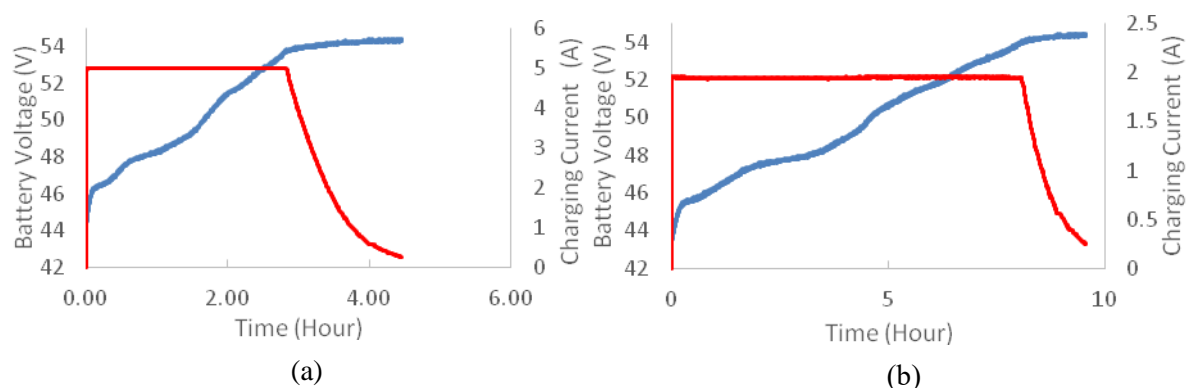 54
52
50
48
46
44
42
Battery Voltage (V)
6
5
4
3
2
1
0
Charging Current (A)
0.00 2.00 4.00 6.00
Time (Hour)
(a)
54
52
50
48
46
44
42
Battery Voltage (V)
2.5
2
1.5
1
0.5
0
Charging Current (A)
0 5 10
Time (Hour)
(b)